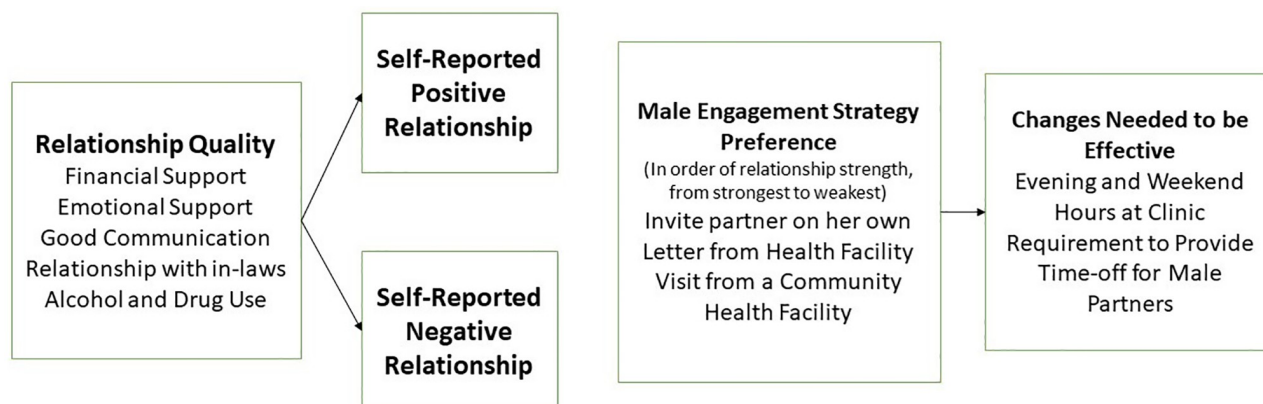 Relationship Quality
Financial Support
Emotional Support
Good Communication
Relationship with in-laws
Alcohol and Drug Use
Self-Reported
Positive
Relationship
Self-Reported
Negative
Relationship
Male Engagement Strategy
Preference
(In order of relationship strength,
from strongest to weakest)
Invite partner on her own
Letter from Health Facility
Visit from a Community
Health Facility
Changes Needed to be
Effective
Evening and Weekend
Hours at Clinic
Requirement to Provide
Time-off for Male
Partners